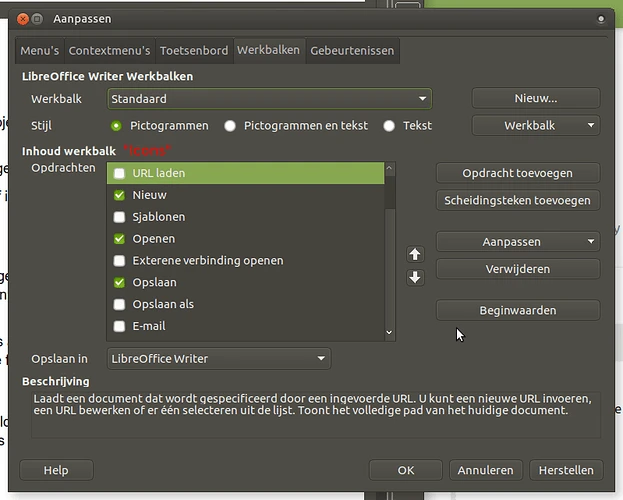 Aanpassen
Menu's Contextmenu's Toetsenbord Werkbalken Gebeurtenissen
LibreOffice Writer Werkbalken
Werkbalk Standaard Nieuw...
Stijl Pictogrammen Pictogrammen en tekst Tekst Werkbalk
Inhoud werkbalk "icons"
Opdrachten URL laden Opdracht toevoegen
Nieuw Scheidingsteken toevoegen
Sjablonen
Openen Aanpassen
Exterene verbinding openen Verwijderen
Opslaan
Opslaan als Beginwaarden
E-mail
Opslaan in LibreOffice Writer
Beschrijving
Laadt een document dat wordt gespecificeerd door een ingevoerde URL. U kunt een nieuwe URL invoeren,
een URL bewerken of er één selecteren uit de lijst. Toont het volledige pad van het huidige document.
Help OK Annuleren Herstellen